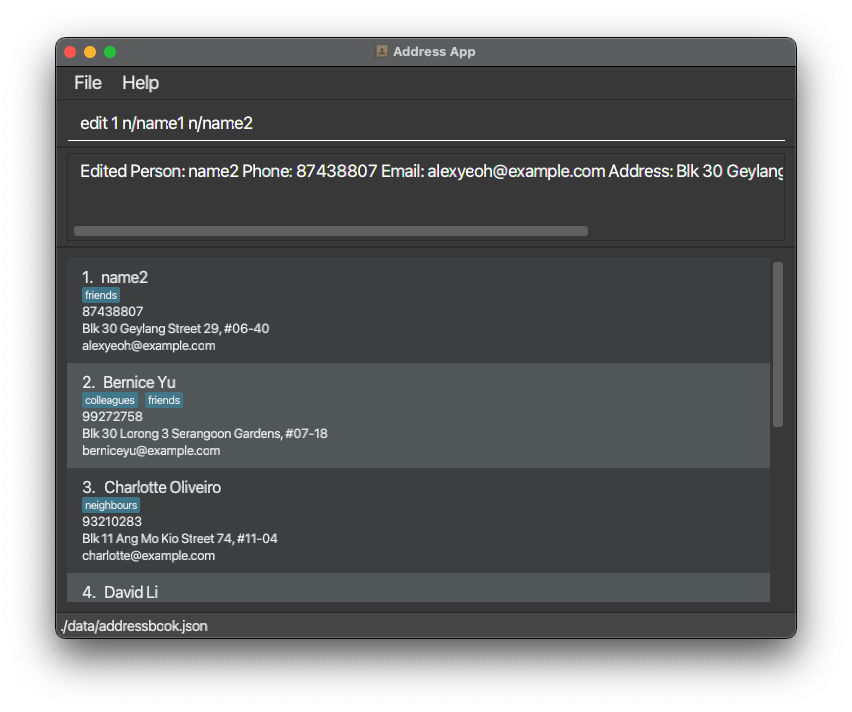 Address App
File Help
edit 1 n/name1 n/name2
Edited Person: name2 Phone: 87438807 Email: alexyeoh@example.com Address: Blk 30 Geylang
1. name2
friends
87438807
Blk 30 Geylang Street 29, #06-40
alexyeoh@example.com
2. Bernice Yu
colleagues friends
99272758
Blk 30 Lorong 3 Serangoon Gardens, #07-18
berniceyu@example.com
3. Charlotte Oliveiro
neighbours
93210283
Blk 11 Ang Mo Kio Street 74, #11-04
charlotte@example.com
4. David Li
./data/addressbook.json